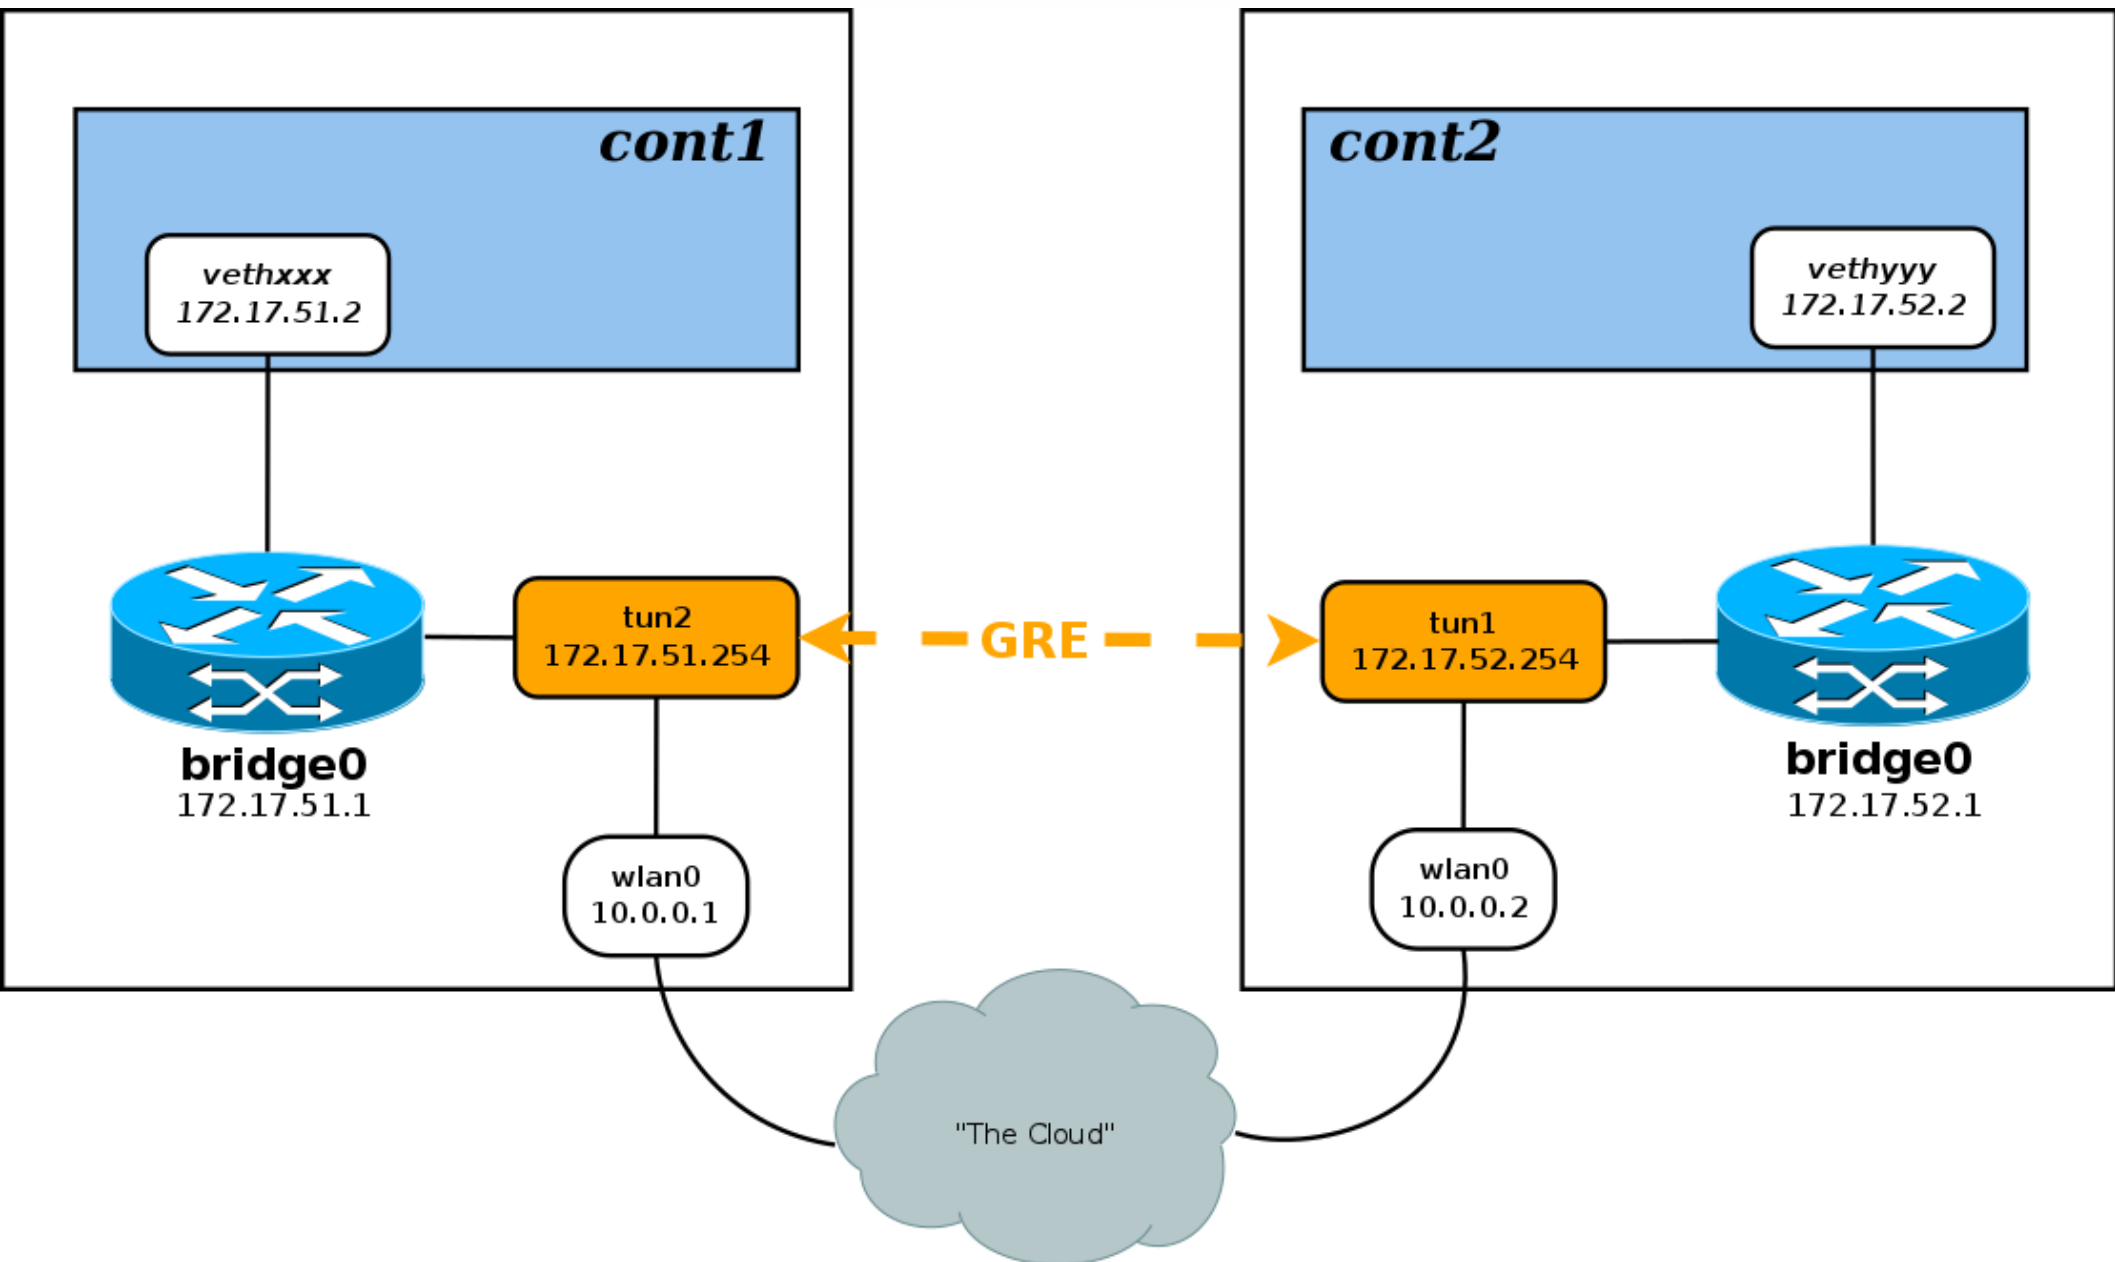 cont1
vethxxx
172.17.51.2
tun2
172.17.51.254
bridge0
172.17.51.1
wlan0
10.0.0.1
GRE
cont2
vethyyy
172.17.52.2
tun1
172.17.52.254
bridge0
172.17.52.1
wlan0
10.0.0.2
"The Cloud"